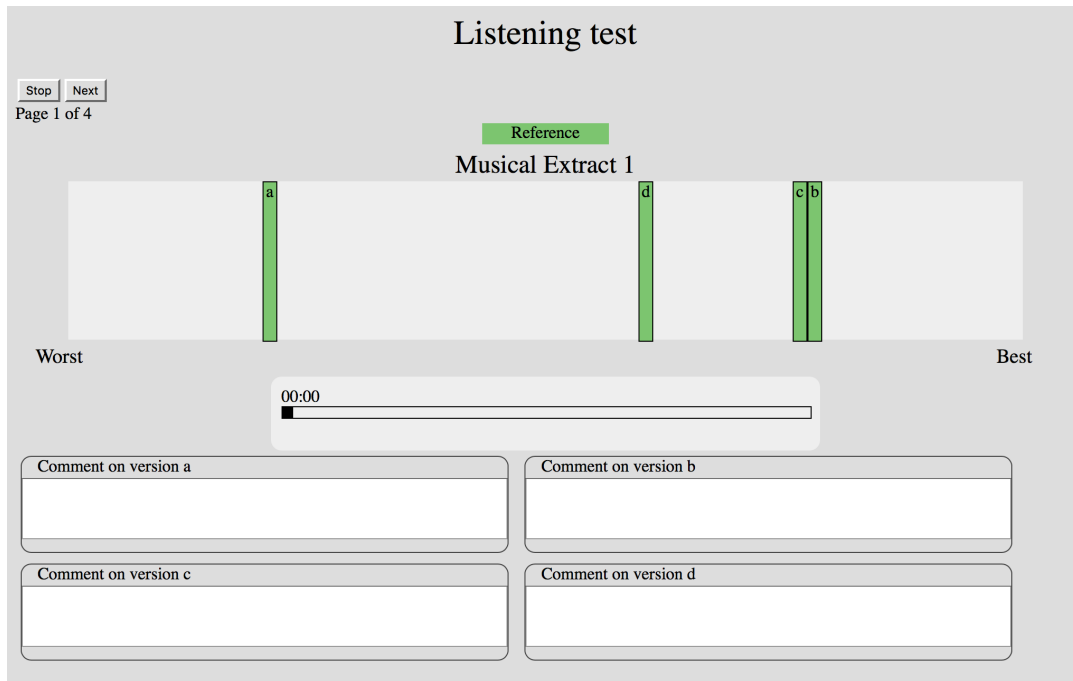 Listening test
Stop Next
Page 1 of 4
Reference
Musical Extract 1
a d c b
Worst Best
00:00
Comment on version a Comment on version b
Comment on version c Comment on version d